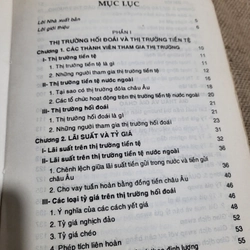 MỤC LỤC
Lời Nhà xuất bản
Lời giới thiệu
PHẦN I
THỊ TRƯỜNG HỐI ĐOÁI VÀ THỊ TRƯỜNG TIỀN TỆ
Chương 1. CÁC THÀNH VIÊN THAM GIA THỊ TRƯỜNG
I- Thị trường tiền tệ
1. Thị trường tiền tệ là gì
2. Những người tham gia thị trường tiền tệ
II- Thị trường tiền tệ nước ngoài
1. Tại sao có thị trường đôla châu Âu
2. Các tổ chức hoạt động trên thị trường tiền tệ nước ngoài
III- Thị trường hối đoái
1. Thị trường hối đoái là gì
2. Những người tham gia thị trường hối đoái
Chương 2. LÃI SUẤT VÀ TỶ GIÁ
I- Lãi suất trên thị trường tiền tệ
II- Lãi suất trên thị trường tiền tệ nước ngoài
1. Chênh lệch giữa lãi suất tiền gửi trong nước và tiền gửi
châu Âu
2. Cho vay tuần hoàn bằng đồng tiền châu Âu
III- Các loại tỷ giá trên thị trường hối đoái
1. Ý nghĩa của các cách yết giá
2. Tỷ giá nghịch đảo
3. Tỷ giá chéo
4. Phép tích liên hoàn